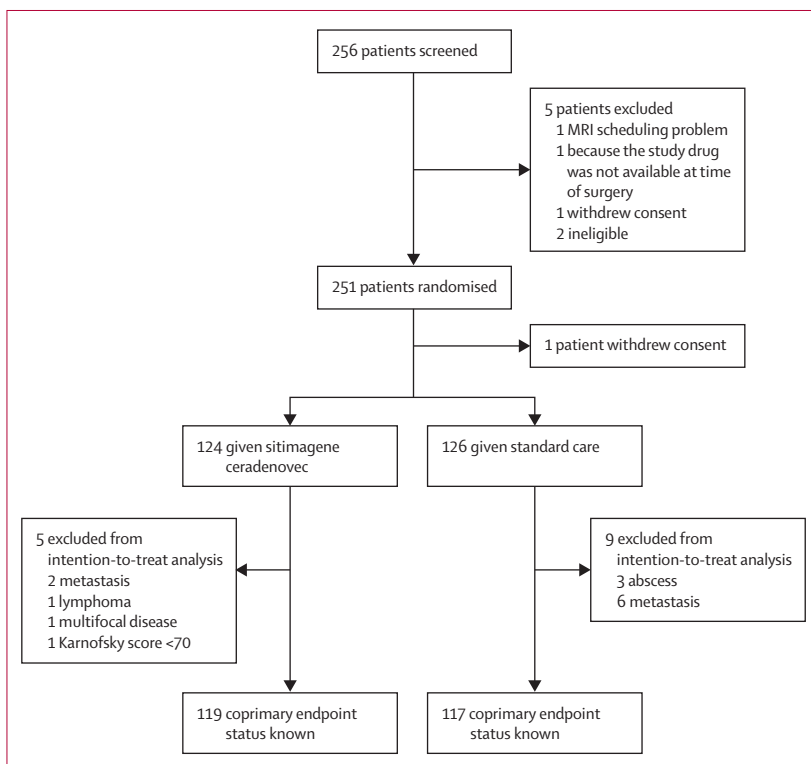 256 patients screened
5 patients excluded
1 MRI scheduling problem
1 because the study drug
was not available at time
of surgery
1 withdrew consent
2 ineligible
251 patients randomised
1 patient withdrew consent
124 given sitimagene
ceradenovec
126 given standard care
5 excluded from
intention-to-treat analysis
2 metastasis
1 lymphoma
1 multifocal disease
1 Karnofsky score <70
9 excluded from
intention-to-treat analysis
3 abscess
6 metastasis
119 coprimary endpoint
status known
117 coprimary endpoint
status known